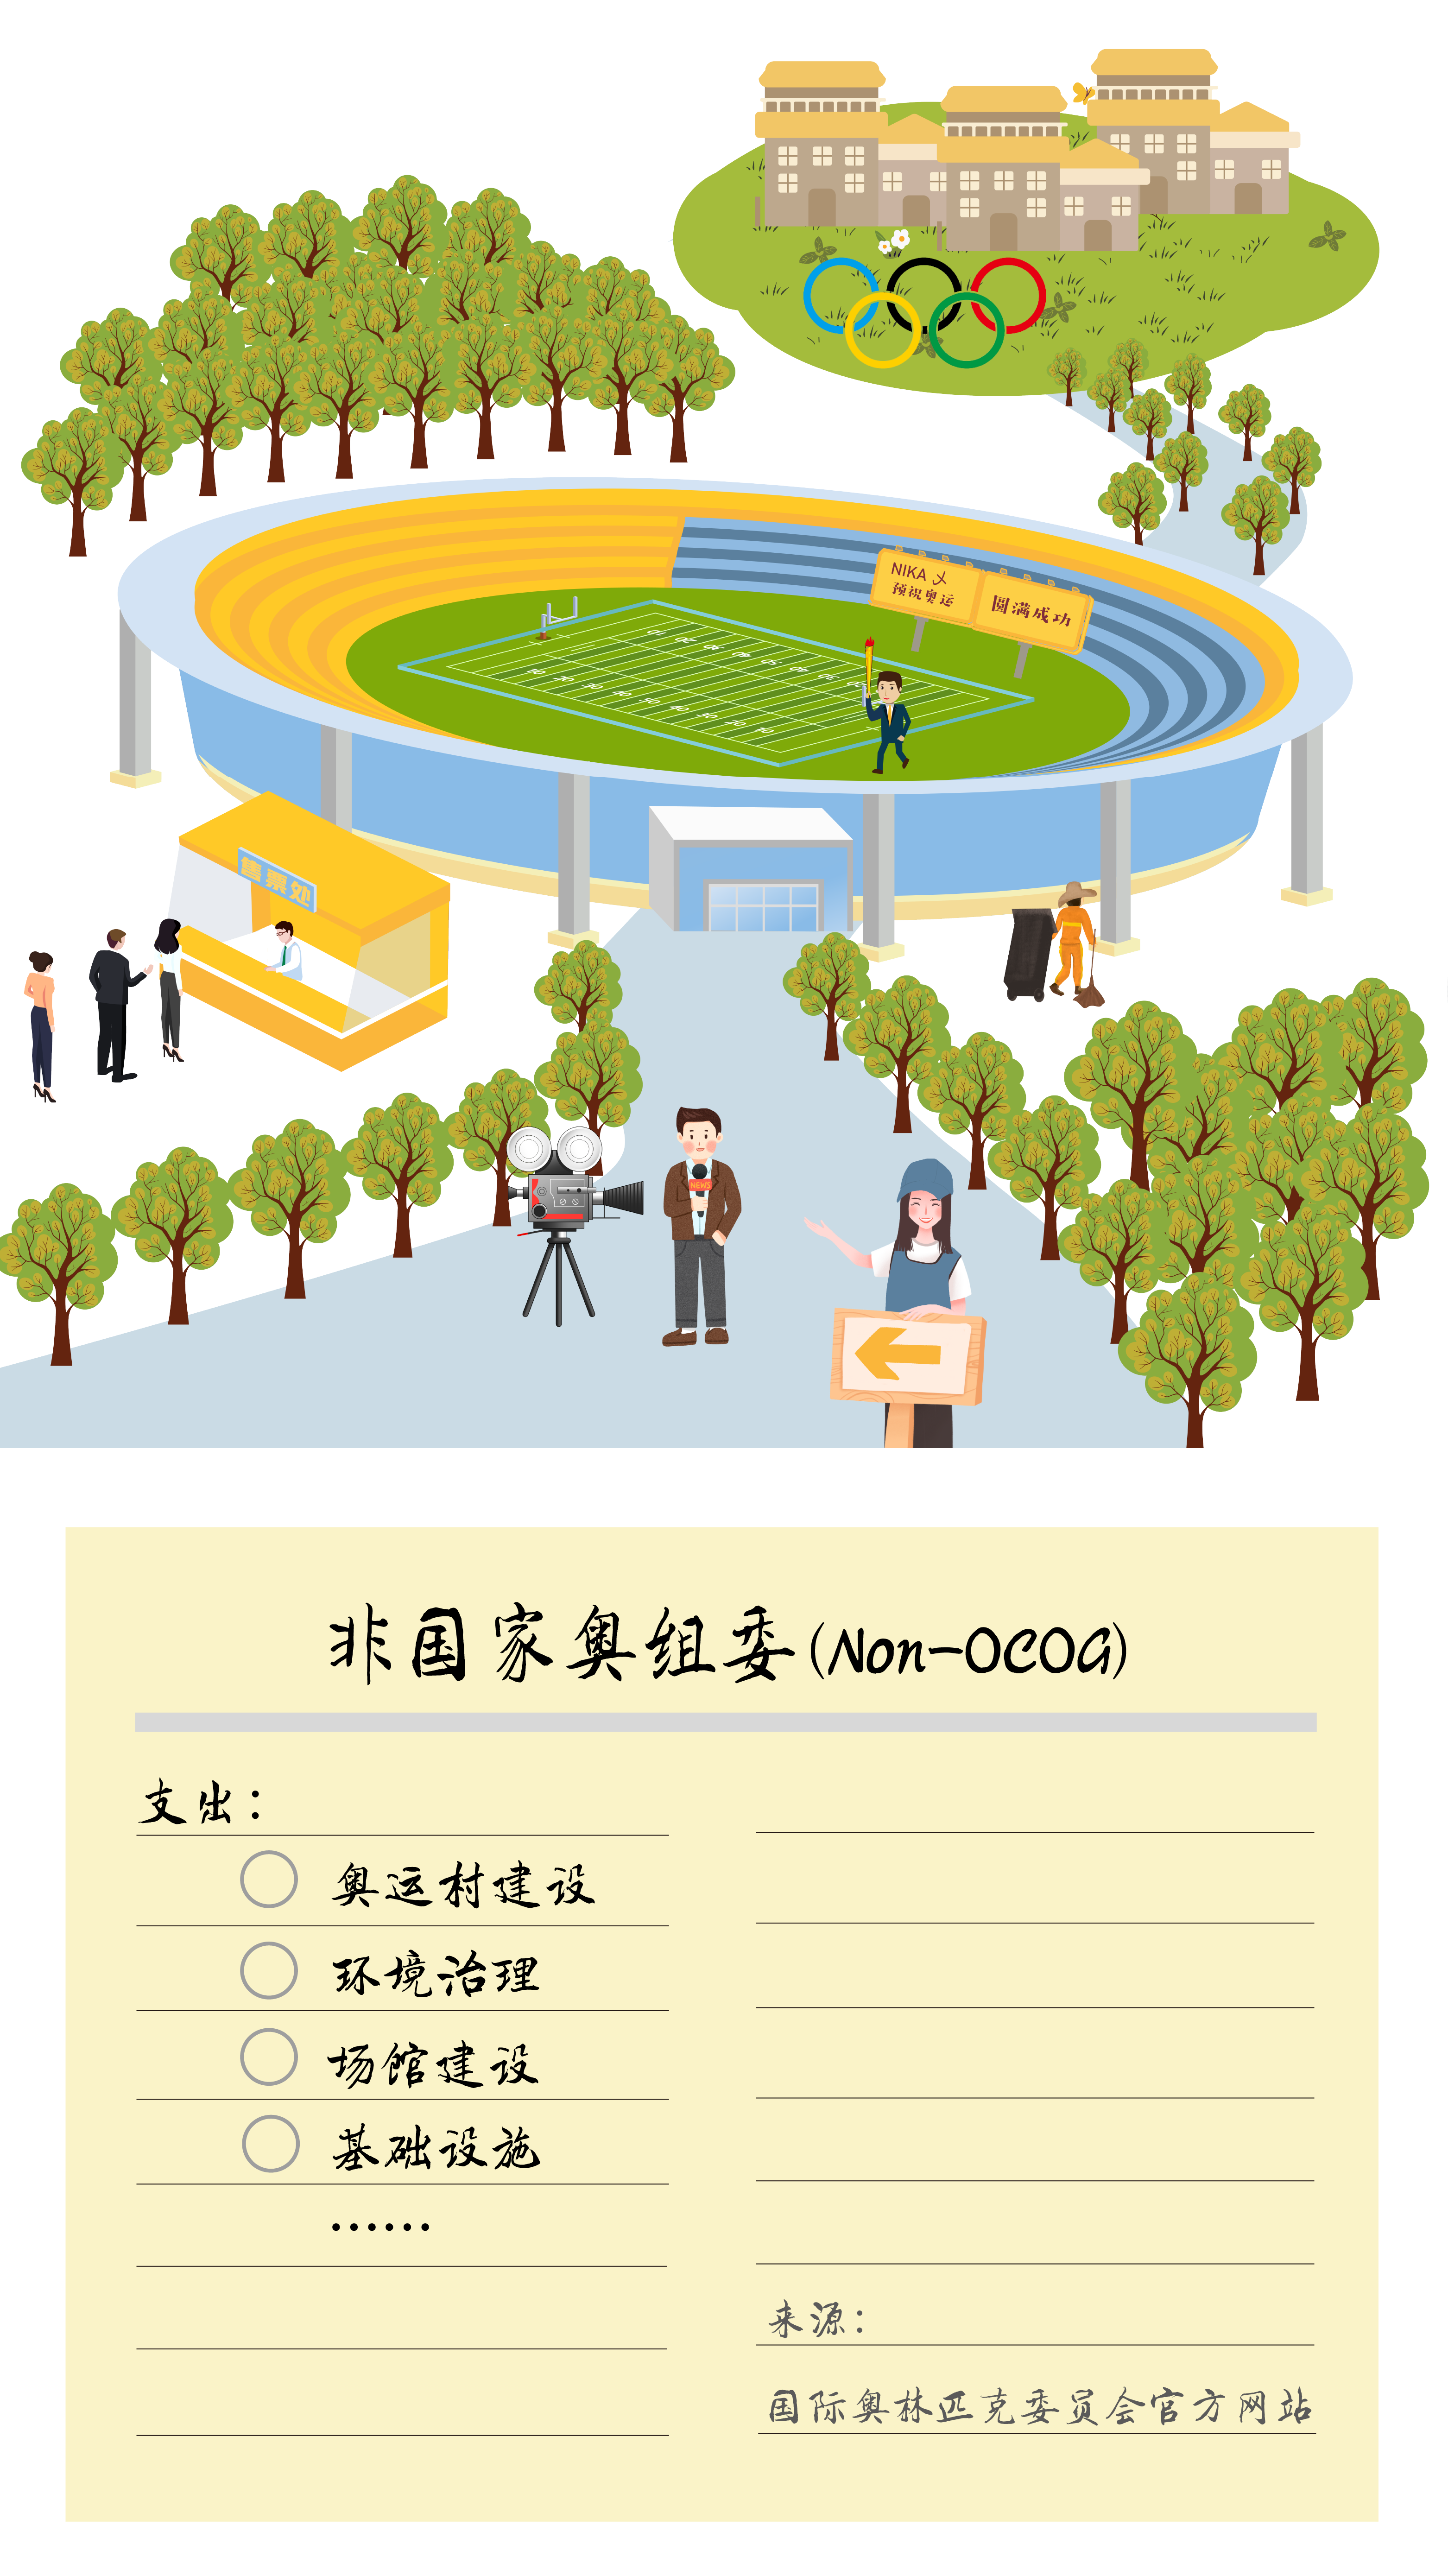 NIKA
预祝奥运
圆满成功
售票处
NEWS
非国家奥组委(Non-OCOG)
支出：
奥运村建设
环境治理
场馆建设
基础设施
……
来源：
国际奥林匹克委员会官方网站